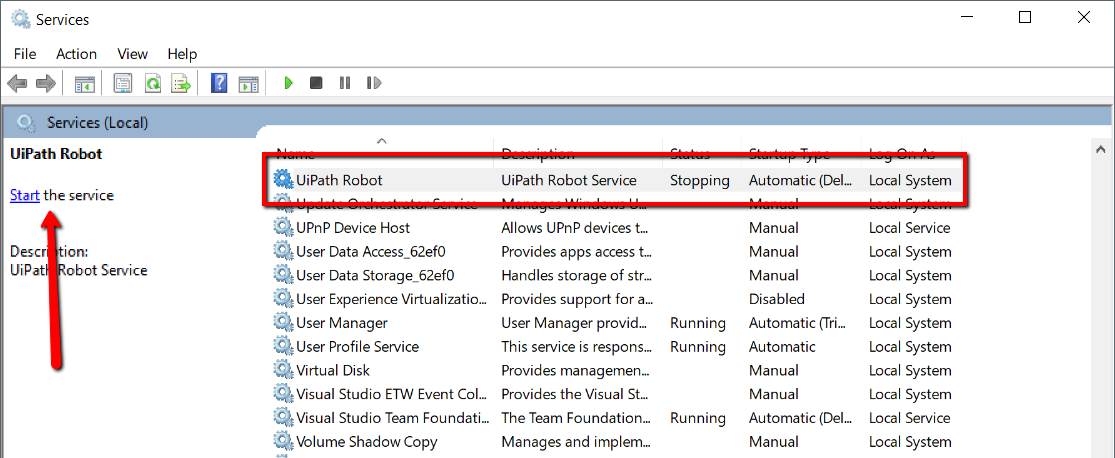 Services
File Action View Help
Services (Local)
UiPath Robot
Start the service
Description:
UiPath Robot Service
Name Description Status Startup Type Log On As
UiPath Robot UiPath Robot Service Stopping Automatic (Del... Local System
Update Orchestrator Service Manages Windows U... Manual Local System
UPnP Device Host Allows UPnP devices t... Manual Local Service
User Data Access_62ef0 Provides apps access t... Manual Local System
User Data Storage_62ef0 Handles storage of str... Manual Local System
User Experience Virtualizatio... Provides support for a... Disabled Local System
User Manager User Manager provid... Running Automatic (Tri... Local System
User Profile Service This service is respons... Running Automatic Local System
Virtual Disk Provides managemen... Manual Local System
Visual Studio ETW Event Col... Provides the Visual St... Manual Local System
Visual Studio Team Foundati... The Team Foundation... Running Automatic (Del... Local Service
Volume Shadow Copy Manages and implem... Manual Local System